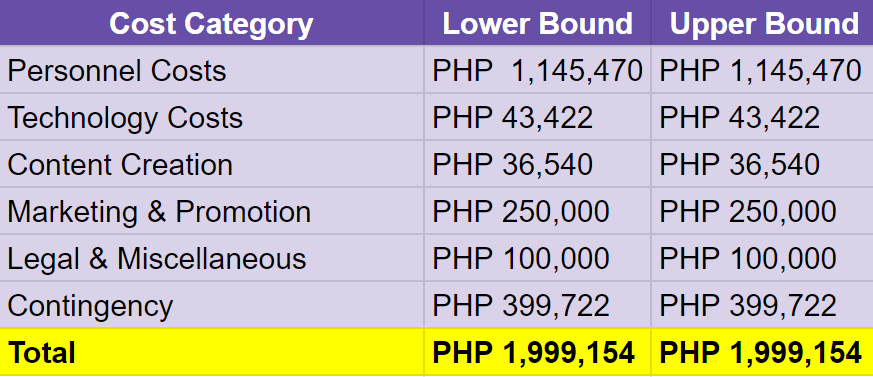 Cost Category Lower Bound Upper Bound
Personnel Costs PHP 1,145,470 PHP 1,145,470
Technology Costs PHP 43,422 PHP 43,422
Content Creation PHP 36,540 PHP 36,540
Marketing & Promotion PHP 250,000 PHP 250,000
Legal & Miscellaneous PHP 100,000 PHP 100,000
Contingency PHP 399,722 PHP 399,722
Total PHP 1,999,154 PHP 1,999,154